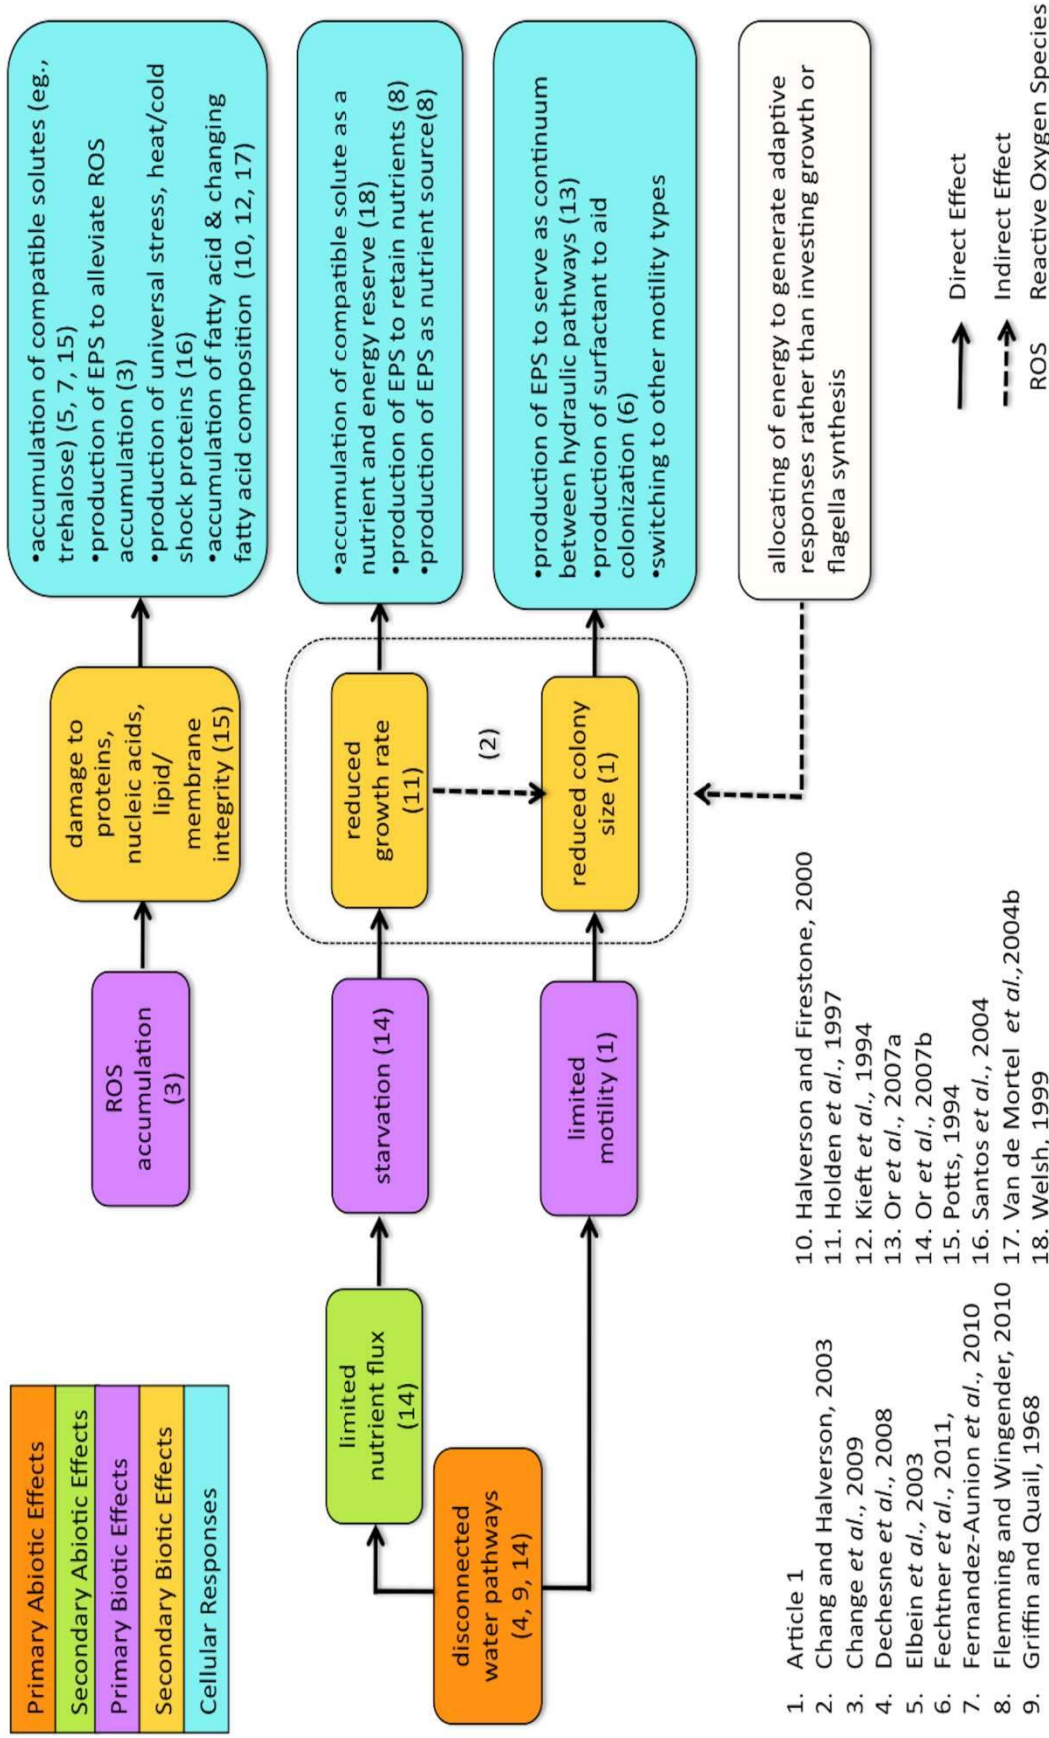 Primary Abiotic Effects
Secondary Abiotic Effects
Primary Biotic Effects
Secondary Biotic Effects
Cellular Responses
ROS
accumulation
(3)
damage to
proteins,
nucleic acids,
lipid/
membrane
integrity (15)
•accumulation of compatible solutes (eg.,
trehalose) (5, 7, 15)
•production of EPS to alleviate ROS
accumulation (3)
•production of universal stress, heat/cold
shock proteins (16)
•accumulation of fatty acid & changing
fatty acid composition (10, 12, 17)
disconnected
water pathways
(4, 9, 14)
limited
nutrient flux
(14)
starvation (14)
reduced
growth rate
(11)
•accumulation of compatible solute as a
nutrient and energy reserve (18)
•production of EPS to retain nutrients (8)
•production of EPS as nutrient source(8)
(2)
limited
motility (1)
reduced colony
size (1)
•production of EPS to serve as continuum
between hydraulic pathways (13)
•production of surfactant to aid
colonization (6)
•switching to other motility types
allocating of energy to generate adaptive
responses rather than investing growth or
flagella synthesis
1. Article 1
2. Chang and Halverson, 2003
3. Change et al., 2009
4. Dechesne et al., 2008
5. Elbein et al., 2003
6. Fechtner et al., 2011,
7. Fernandez-Aunion et al., 2010
8. Flemming and Wingender, 2010
9. Griffin and Quail, 1968
10. Halverson and Firestone, 2000
11. Holden et al., 1997
12. Kieft et al., 1994
13. Or et al., 2007a
14. Or et al., 2007b
15. Potts, 1994
16. Santos et al., 2004
17. Van de Mortel et al.,2004b
18. Welsh, 1999
Direct Effect
Indirect Effect
ROS Reactive Oxygen Species